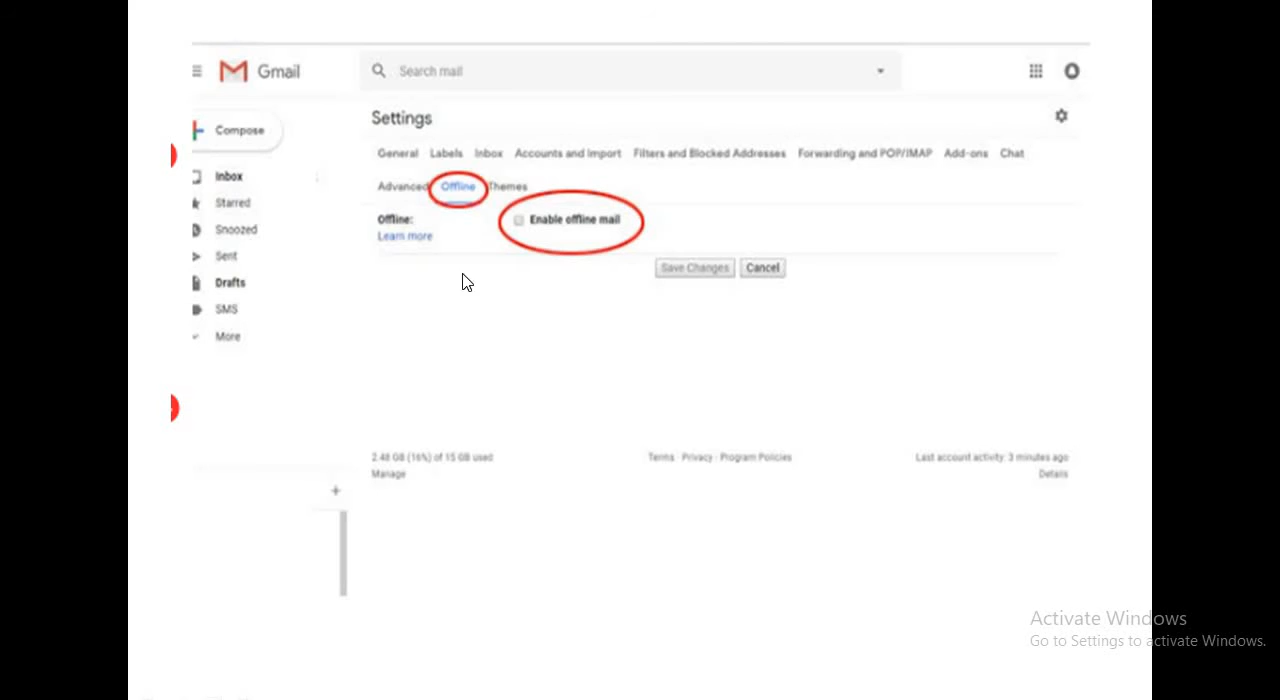 Gmail
Search mail
Compose
Settings
General Labels Inbox Accounts and Import Filters and Blocked Addresses Forwarding and POP/IMAP Add-ons Chat
Advanced Offline Themes
Inbox
Starred
Snoozed
Sent
Drafts
SMS
More
Offline: Enable offline mail
Learn more
Save Changes Cancel
2.48 GB (16%) of 15 GB used
Manage
Terms · Privacy · Program Policies
Last account activity: 3 minutes ago
Details
Activate Windows
Go to Settings to activate Windows.